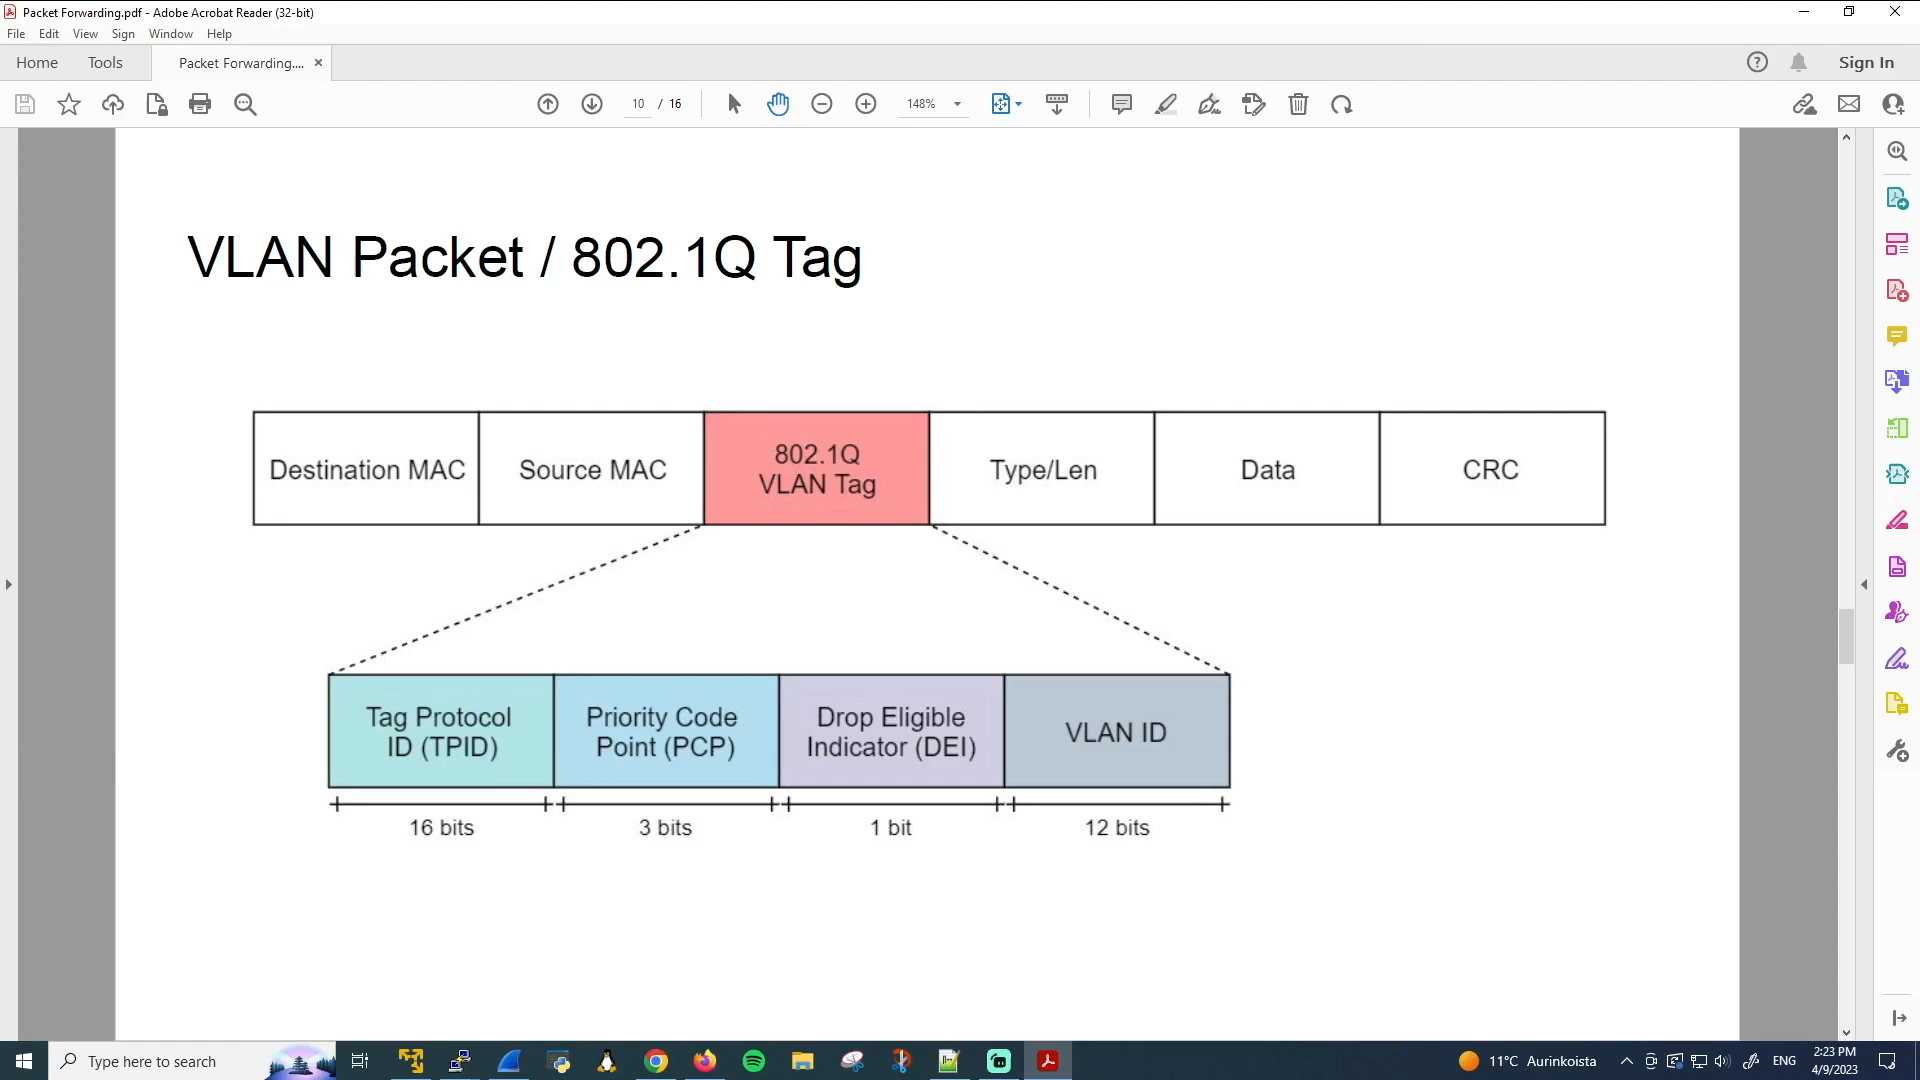 Packet Forwarding.pdf - Adobe Acrobat Reader (32-bit)
File Edit View Sign Window Help
Home Tools Packet Forwarding.... × Sign In
10 / 16 148%
VLAN Packet / 802.1Q Tag
Destination MAC
Source MAC
802.1Q
VLAN Tag
Type/Len
Data
CRC
Tag Protocol
ID (TPID)
Priority Code
Point (PCP)
Drop Eligible
Indicator (DEI)
VLAN ID
16 bits
3 bits
1 bit
12 bits
Type here to search
11°C Aurinkoista
ENG
2:23 PM
4/9/2023